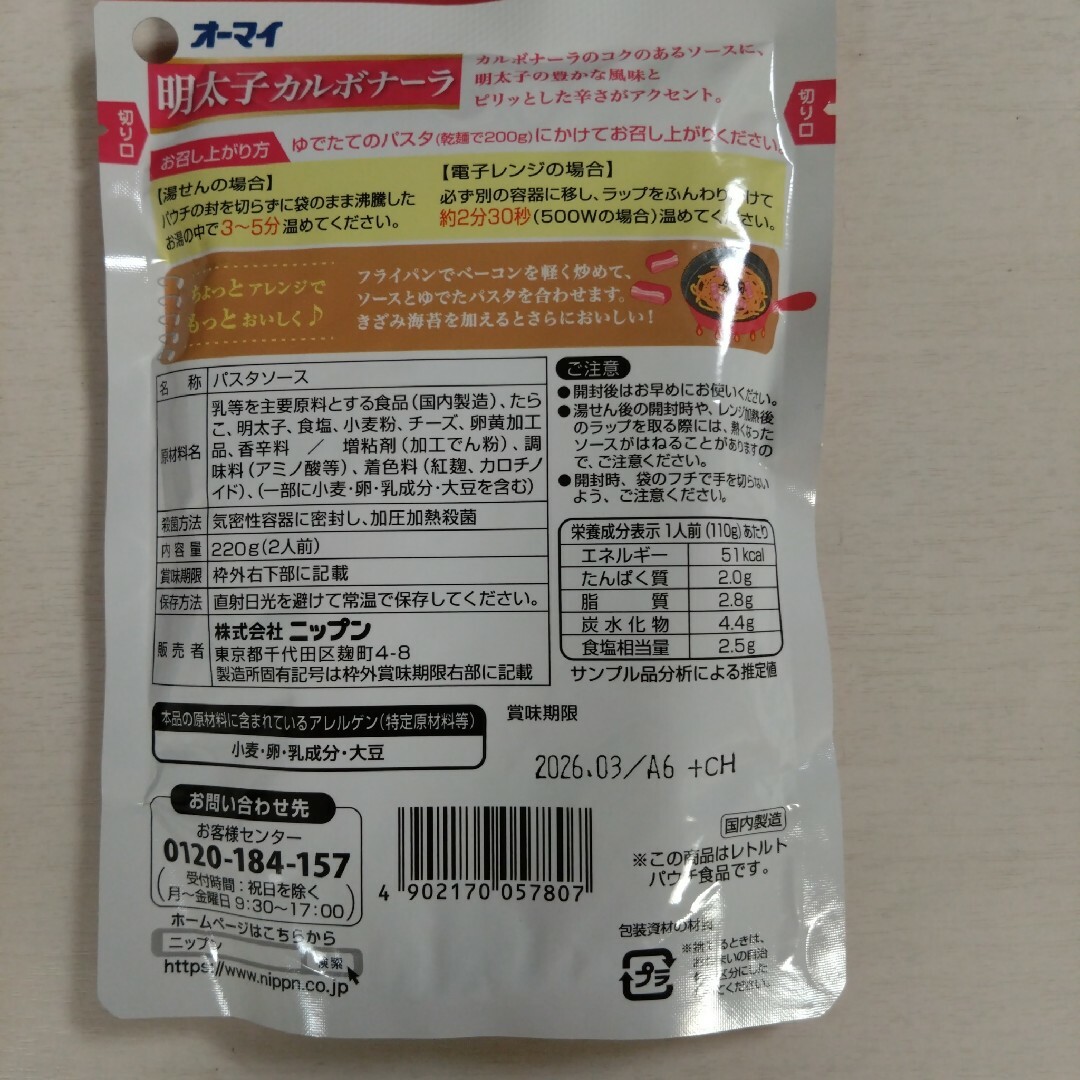 オーマイ
明太子カルボナーラ
カルボナーラのコクのあるソースに、
明太子の豊かな風味と
ピリッとした辛さがアクセント。
切り口
切り口
お召し上がり方
ゆでたてのパスタ(乾麺で200g)にかけてお召し上がりください。
【湯せんの場合】
パウチの封を切らずに袋のまま沸騰した
お湯の中で3〜5分温めてください。
【電子レンジの場合】
必ず別の容器に移し、ラップをふんわりかけて
約2分30秒(500Wの場合)温めてください。
ちょっとアレンジで
もっとおいしく♪
フライパンでベーコンを軽く炒めて、
ソースとゆでたパスタを合わせます。
きざみ海苔を加えるとさらにおいしい!
名称 パスタソース
原材料名 乳等を主要原料とする食品(国内製造)、たら
こ、明太子、食塩、小麦粉、チーズ、卵黄加工
品、香辛料 / 増粘剤(加工でん粉)、調
味料(アミノ酸等)、着色料(紅麹、カロチノ
イド)、(一部に小麦・卵・乳成分・大豆を含む)
殺菌方法 気密性容器に密封し、加圧加熱殺菌
内容量 220g(2人前)
賞味期限 枠外右下部に記載
保存方法 直射日光を避けて常温で保存してください。
販売者 株式会社 ニップン
東京都千代田区麹町4-8
製造所固有記号は枠外賞味期限右部に記載
ご注意
●開封後はお早めにお使いください。
●湯せん後の開封時や、レンジ加熱後
のラップを取る際には、熱くなった
ソースがはねることがありますの
で、ご注意ください。
●開封時、袋のフチで手を切らない
よう、ご注意ください。
栄養成分表示 1人前(110g)あたり
エネルギー 51kcal
たんぱく質 2.0g
脂質 2.8g
炭水化物 4.4g
食塩相当量 2.5g
サンプル品分析による推定値
本品の原材料に含まれているアレルゲン(特定原材料等)
小麦・卵・乳成分・大豆
賞味期限
2026.03/A6 +CH
お問い合わせ先
お客様センター
0120-184-157
受付時間:祝日を除く
月〜金曜日 9:30〜17:00
ホームページはこちらから
ニップン 検索
https://www.nippn.co.jp
4 902170 057807
国内製造
※この商品はレトルト
パウチ食品です。
包装資材の材質
プラ